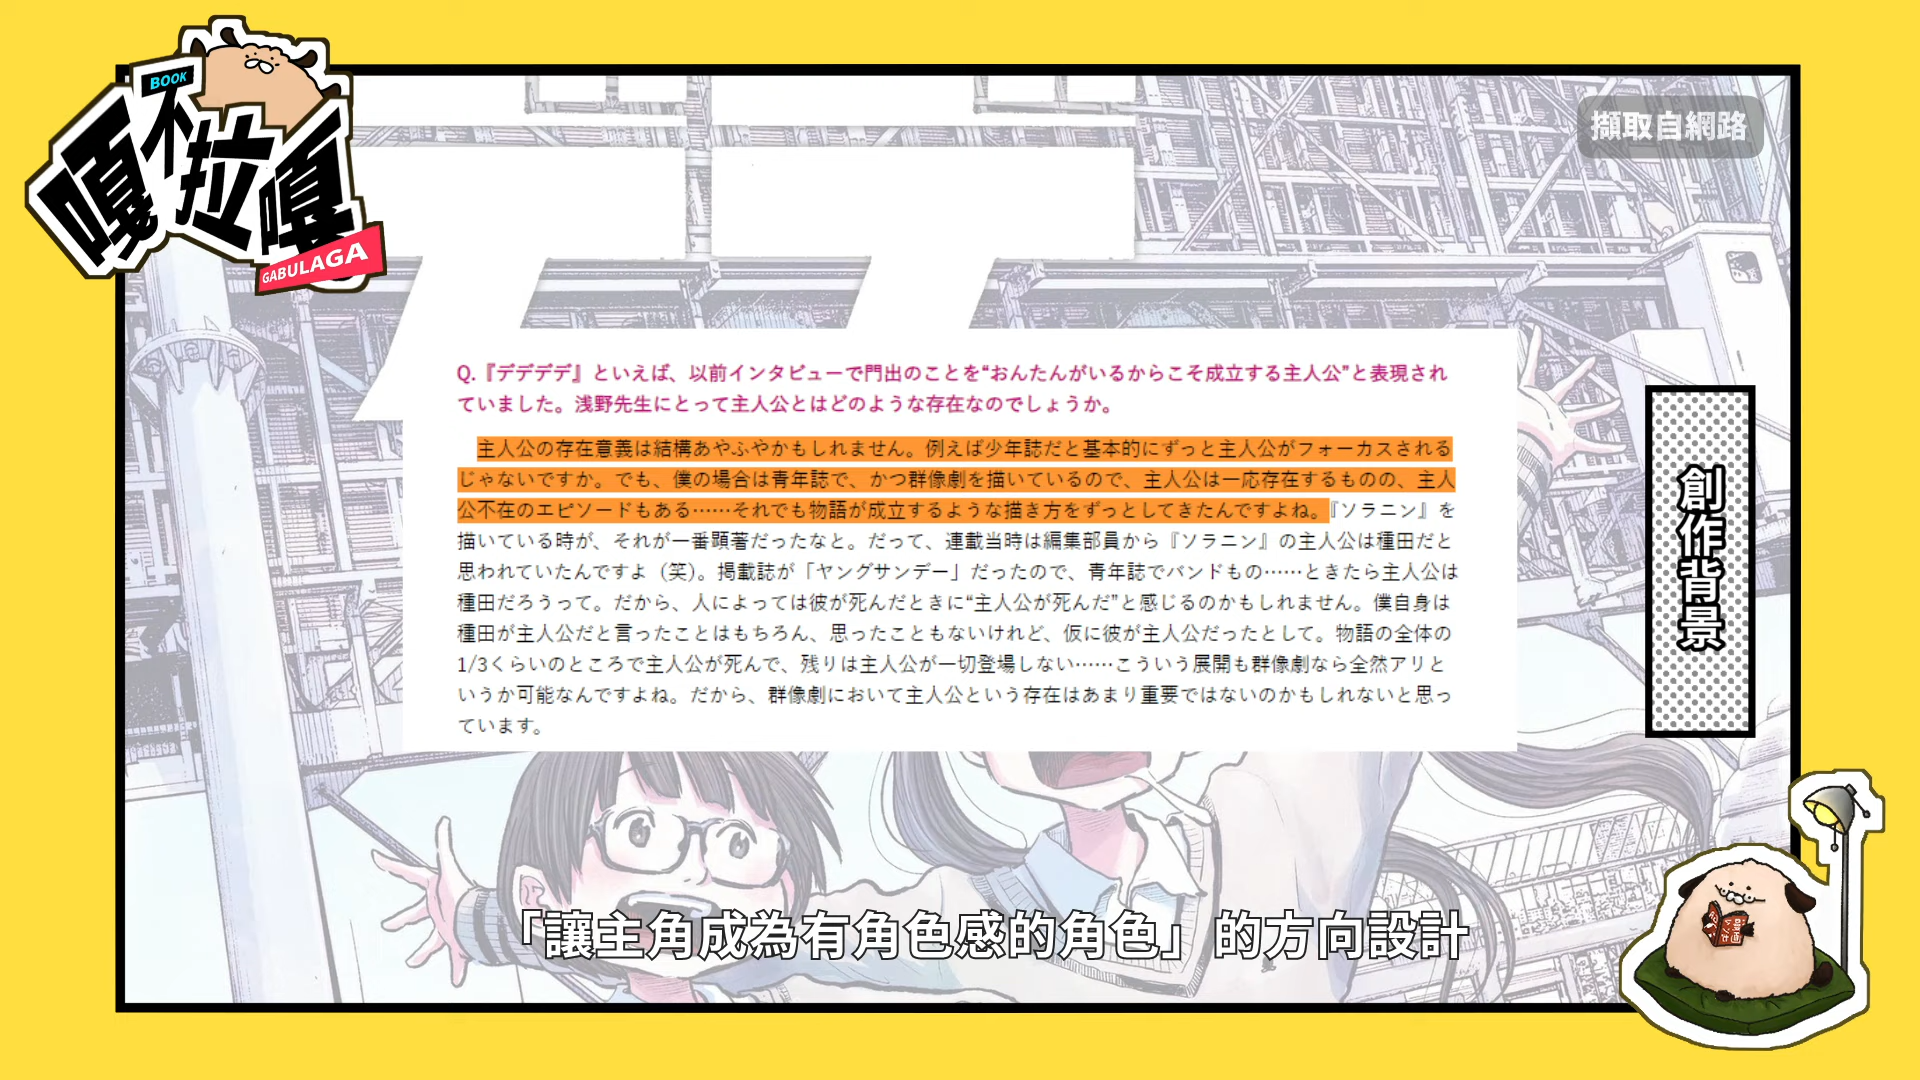 BOOK
嘎不拉嘎
GABULAGA
擷取自網路
デデ
Q.『デデデデ』といえば、以前インタビューで門出のことを“おんたんがいるからこそ成立する主人公”と表現され
ていました。浅野先生にとって主人公とはどのような存在なのでしょうか。
主人公の存在意義は結構あやふやかもしれません。例えば少年誌だと基本的にずっと主人公がフォーカスされる
じゃないですか。でも、僕の場合は青年誌で、かつ群像劇を描いているので、主人公は一応存在するものの、主人
公不在のエピソードもある……それでも物語が成立するような描き方をずっとしてきたんですよね。『ソラニン』を
描いている時が、それが一番顕著だったなと。だって、連載当時は編集部員から『ソラニン』の主人公は種田だと
思われていたんですよ（笑）。掲載誌が「ヤングサンデー」だったので、青年誌でバンドもの……ときたら主人公は
種田だろうって。だから、人によっては彼が死んだときに“主人公が死んだ”と感じるのかもしれません。僕自身は
種田が主人公だと言ったことはもちろん、思ったこともないけれど、仮に彼が主人公だったとして。物語の全体の
1/3くらいのところで主人公が死んで、残りは主人公が一切登場しない……こういう展開も群像劇なら全然アリと
いうか可能なんですよね。だから、群像劇において主人公という存在はあまり重要ではないのかもしれないと思っ
ています。
創作背景
「讓主角成為有角色感的角色」的方向設計